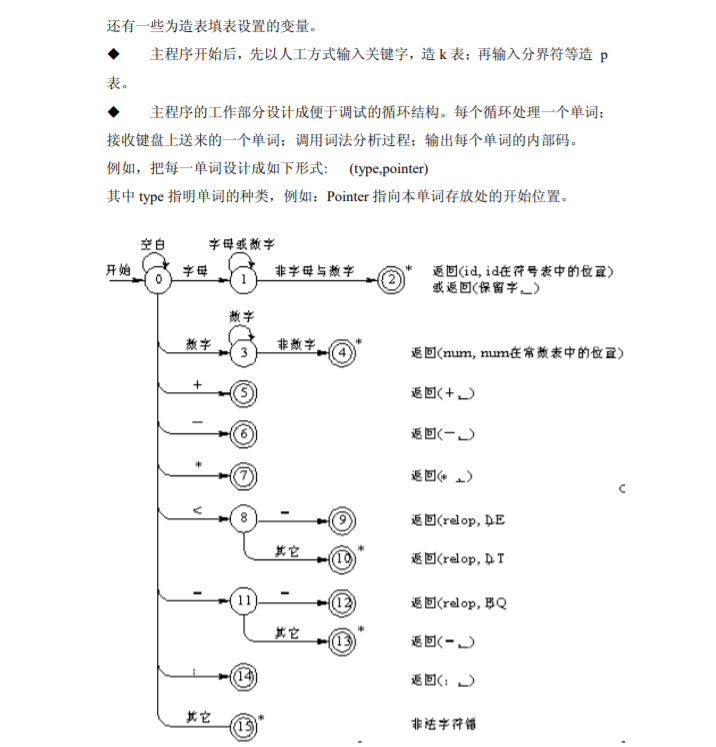 还有一些为造表填表设置的变量。
◆ 主程序开始后，先以人工方式输入关键字，造 k 表；再输入分界符等造 p
表。
◆ 主程序的工作部分设计成便于调试的循环结构。每个循环处理一个单词；
接收键盘上送来的一个单词；调用词法分析过程；输出每个单词的内部码。
例如，把每一单词设计成如下形式: (type,pointer)
其中 type 指明单词的种类，例如：Pointer 指向本单词存放处的开始位置。
空白 字母或数字
开始 0 字母 1 非字母与数字 2 * 返回(id, id在符号表中的位置)
或返回(保留字,_)
数字
数字 3 非数字 4 * 返回(num, num在常数表中的位置)
+ 5 返回(+,_)
— 6 返回(—,_)
* 7 返回(*,_)
< 8 = 9 返回(relop, LE
其它 10 * 返回(relop, LT
= 11 = 12 返回(relop, EQ
其它 13 * 返回(=,_)
; 14 返回(; _)
其它 15 * 非法字符错